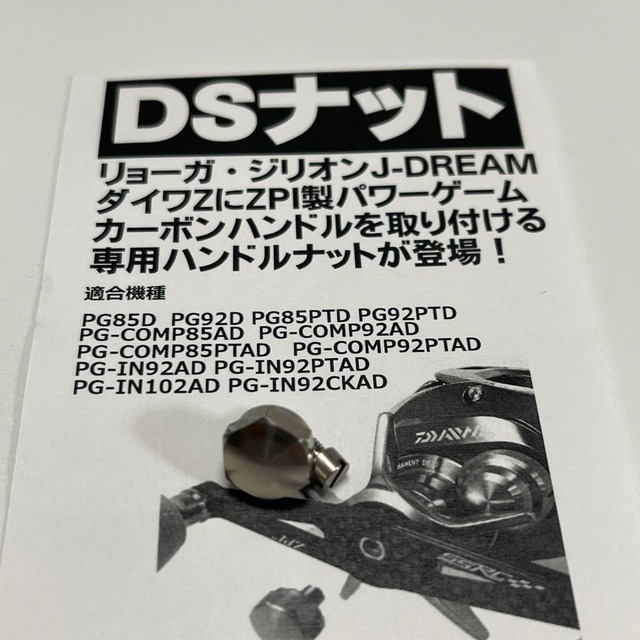 DSナット
リョーガ・ジリオンJ-DREAM
ダイワZにZPI製パワーゲーム
カーボンハンドルを取り付ける
専用ハンドルナットが登場！
適合機種
PG85D PG92D PG85PTD PG92PTD
PG-COMP85AD PG-COMP92AD
PG-COMP85PTAD PG-COMP92PTAD
PG-IN92AD PG-IN92PTAD
PG-IN102AD PG-IN92CKAD
DAIWA
ZPI